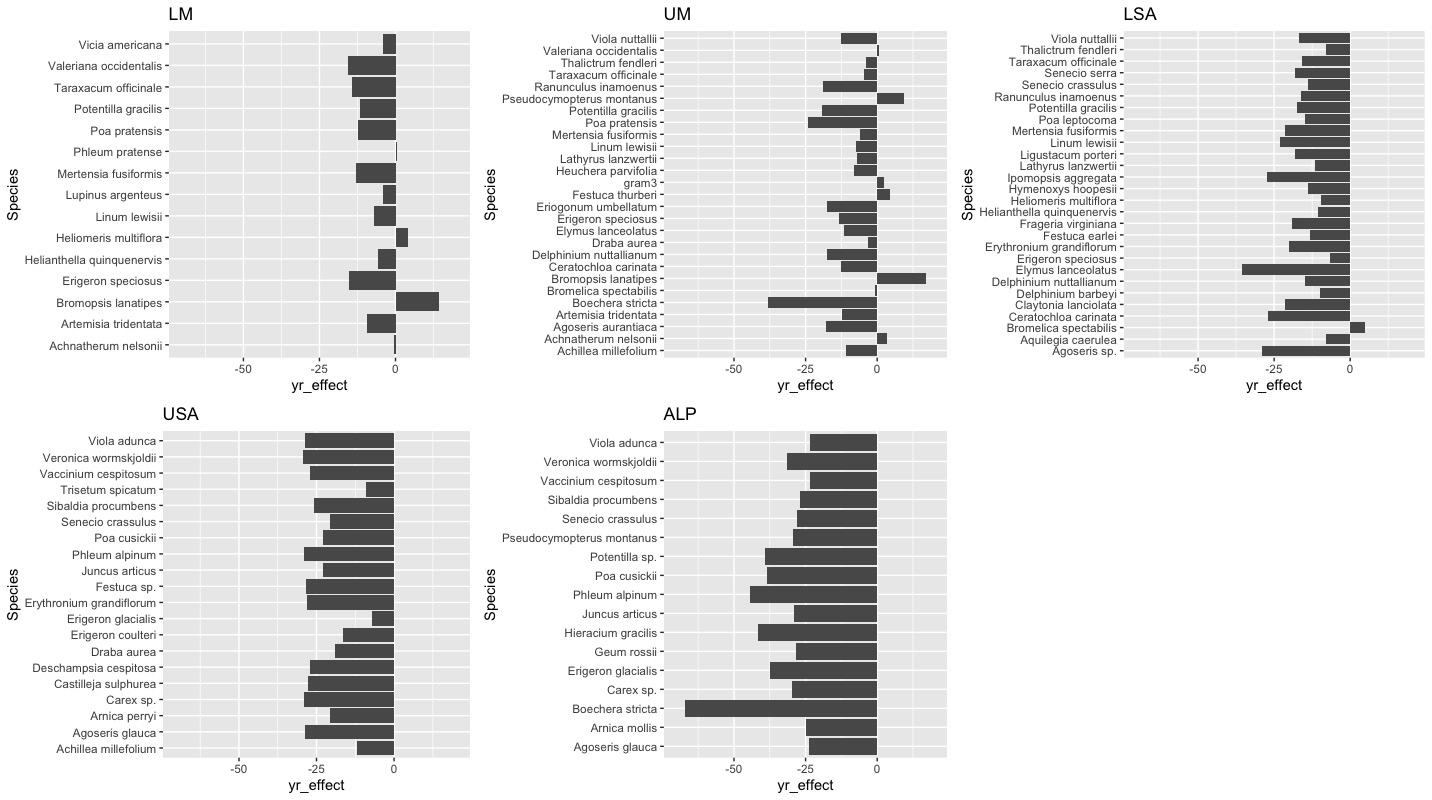 LM
Species
Vicia americana
Valeriana occidentalis
Taraxacum officinale
Potentilla gracilis
Poa pratensis
Phleum pratense
Mertensia fusiformis
Lupinus argenteus
Linum lewisii
Heliomeris multiflora
Helianthella quinquenervis
Erigeron speciosus
Bromopsis lanatipes
Artemisia tridentata
Achnatherum nelsonii
-50 -25 0
yr_effect
UM
Species
Viola nuttallii
Valeriana occidentalis
Thalictrum fendleri
Taraxacum officinale
Ranunculus inamoenus
Pseudocymopterus montanus
Potentilla gracilis
Poa pratensis
Mertensia fusiformis
Linum lewisii
Lathyrus lanzwertii
Heuchera parvifolia
gram3
Festuca thurberi
Eriogonum umbellatum
Erigeron speciosus
Elymus lanceolatus
Draba aurea
Delphinium nuttallianum
Ceratochloa carinata
Bromopsis lanatipes
Bromelica spectabilis
Boechera stricta
Artemisia tridentata
Agoseris aurantiaca
Achnatherum nelsonii
Achillea millefolium
-50 -25 0
yr_effect
LSA
Species
Viola nuttallii
Thalictrum fendleri
Taraxacum officinale
Senecio serra
Senecio crassulus
Ranunculus inamoenus
Potentilla gracilis
Poa leptocoma
Mertensia fusiformis
Linum lewisii
Ligustacum porteri
Lathyrus lanzwertii
Ipomopsis aggregata
Hymenoxys hoopesii
Heliomeris multiflora
Helianthella quinquenervis
Frageria virginiana
Festuca earlei
Erythronium grandiflorum
Erigeron speciosus
Elymus lanceolatus
Delphinium nuttallianum
Delphinium barbeyi
Claytonia lanciolata
Ceratochloa carinata
Bromelica spectabilis
Aquilegia caerulea
Agoseris sp.
-50 -25 0
yr_effect
USA
Species
Viola adunca
Veronica wormskjoldii
Vaccinium cespitosum
Trisetum spicatum
Sibaldia procumbens
Senecio crassulus
Poa cusickii
Phleum alpinum
Juncus articus
Festuca sp.
Erythronium grandiflorum
Erigeron glacialis
Erigeron coulteri
Draba aurea
Deschampsia cespitosa
Castilleja sulphurea
Carex sp.
Arnica perryi
Agoseris glauca
Achillea millefolium
-50 -25 0
yr_effect
ALP
Species
Viola adunca
Veronica wormskjoldii
Vaccinium cespitosum
Sibaldia procumbens
Senecio crassulus
Pseudocymopterus montanus
Potentilla sp.
Poa cusickii
Phleum alpinum
Juncus articus
Hieracium gracilis
Geum rossii
Erigeron glacialis
Carex sp.
Boechera stricta
Arnica mollis
Agoseris glauca
-50 -25 0
yr_effect